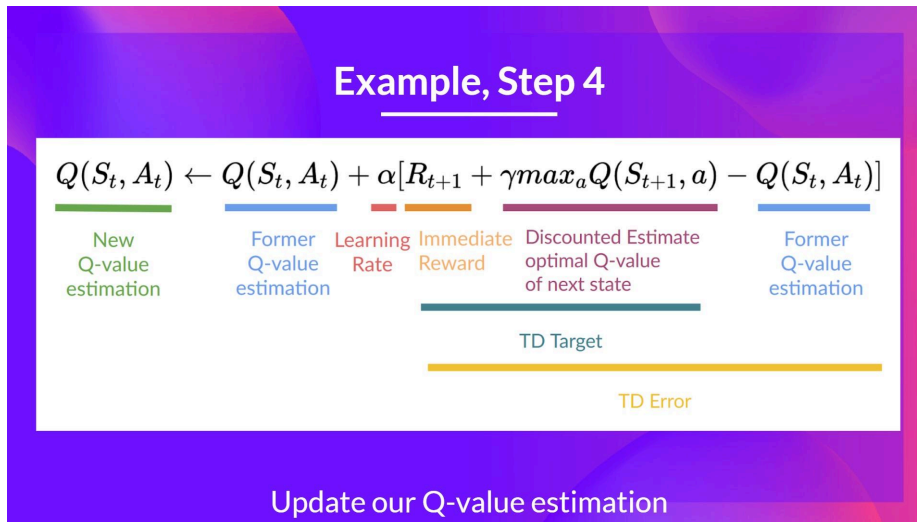 Example, Step 4
Q(S_t, A_t) ← Q(S_t, A_t) + α[R_{t+1} + γmax_a Q(S_{t+1}, a) − Q(S_t, A_t)]
New
Q-value
estimation
Former
Q-value
estimation
Learning
Rate
Immediate
Reward
Discounted Estimate
optimal Q-value
of next state
Former
Q-value
estimation
TD Target
TD Error
Update our Q-value estimation